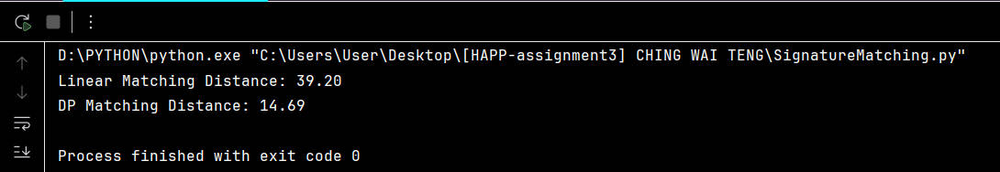 D:\PYTHON\python.exe "C:\Users\User\Desktop\[HAPP-assignment3] CHING WAI TENG\SignatureMatching.py"
Linear Matching Distance: 39.20
DP Matching Distance: 14.69
Process finished with exit code 0